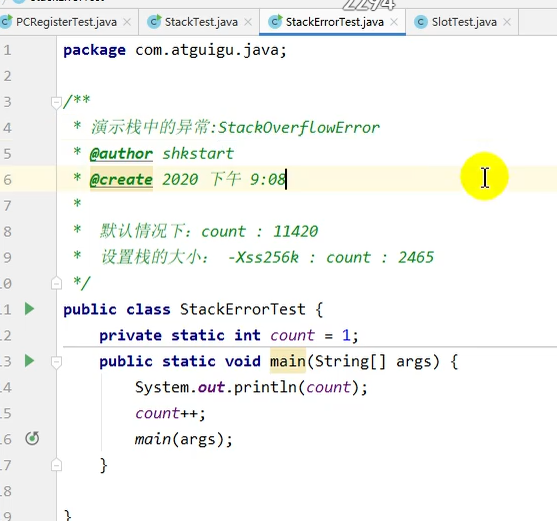 PCRegisterTest.java StackTest.java StackErrorTest.java SlotTest.java
1 package com.atguigu.java;
2
3 /**
4 * 演示栈中的异常:StackOverflowError
5 * @author shkstart
6 * @create 2020 下午 9:08
7 *
8 * 默认情况下：count : 11420
9 * 设置栈的大小： -Xss256k : count : 2465
10 */
11 public class StackErrorTest {
12 private static int count = 1;
13 public static void main(String[] args) {
14 System.out.println(count);
15 count++;
16 main(args);
17 }
18
19 }